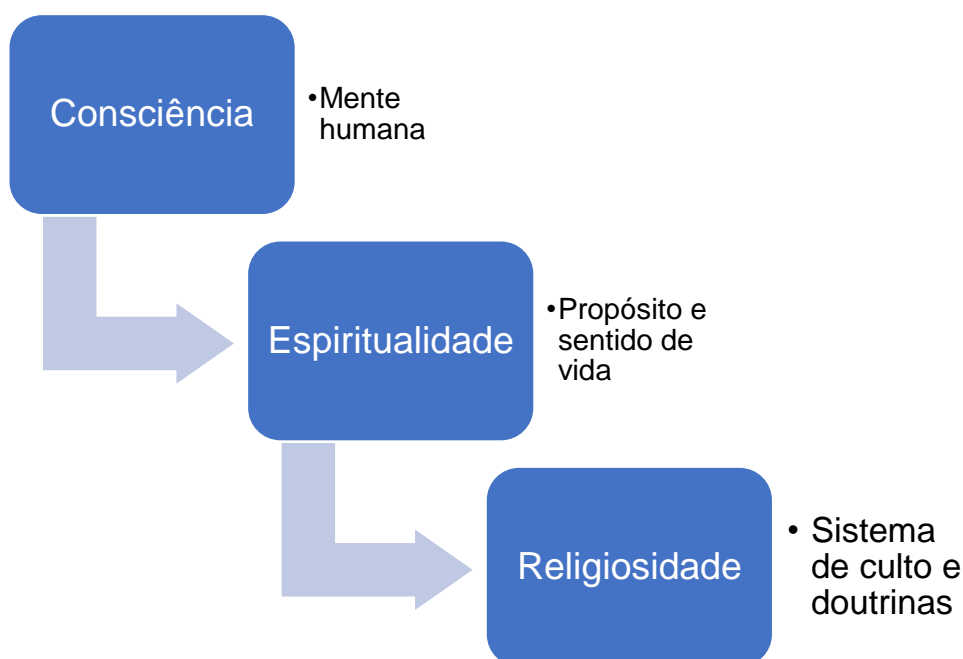 Consciência
•Mente
humana
Espiritualidade
•Propósito e
sentido de
vida
Religiosidade
• Sistema
de culto e
doutrinas